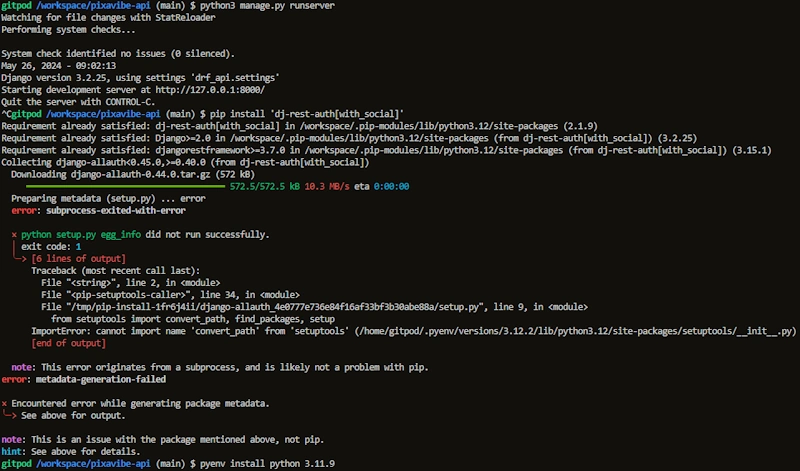 gitpod /workspace/pixavibe-api (main) $ python3 manage.py runserver
Watching for file changes with StatReloader
Performing system checks...
System check identified no issues (0 silenced).
May 26, 2024 - 09:02:13
Django version 3.2.25, using settings 'drf_api.settings'
Starting development server at http://127.0.0.1:8000/
Quit the server with CONTROL-C.
^Cgitpod /workspace/pixavibe-api (main) $ pip install 'dj-rest-auth[with_social]'
Requirement already satisfied: dj-rest-auth[with_social] in /workspace/.pip-modules/lib/python3.12/site-packages (2.1.9)
Requirement already satisfied: Django>=2.0 in /workspace/.pip-modules/lib/python3.12/site-packages (from dj-rest-auth[with_social]) (3.2.25)
Requirement already satisfied: djangorestframework>=3.7.0 in /workspace/.pip-modules/lib/python3.12/site-packages (from dj-rest-auth[with_social]) (3.15.1)
Collecting django-allauth<0.45.0,>=0.40.0 (from dj-rest-auth[with_social])
Downloading django-allauth-0.44.0.tar.gz (572 kB)
572.5/572.5 kB 10.3 MB/s eta 0:00:00
Preparing metadata (setup.py) ... error
error: subprocess-exited-with-error
× python setup.py egg_info did not run successfully.
│ exit code: 1
╰─> [6 lines of output]
Traceback (most recent call last):
File "<string>", line 2, in <module>
File "<pip-setuptools-caller>", line 34, in <module>
File "/tmp/pip-install-1fr6j4ii/django-allauth_4e0777e736e84f16af33bf3b30abe88a/setup.py", line 9, in <module>
from setuptools import convert_path, find_packages, setup
ImportError: cannot import name 'convert_path' from 'setuptools' (/home/gitpod/.pyenv/versions/3.12.2/lib/python3.12/site-packages/setuptools/__init__.py)
[end of output]
note: This error originates from a subprocess, and is likely not a problem with pip.
error: metadata-generation-failed
× Encountered error while generating package metadata.
╰─> See above for output.
note: This is an issue with the package mentioned above, not pip.
hint: See above for details.
gitpod /workspace/pixavibe-api (main) $ pyenv install python 3.11.9